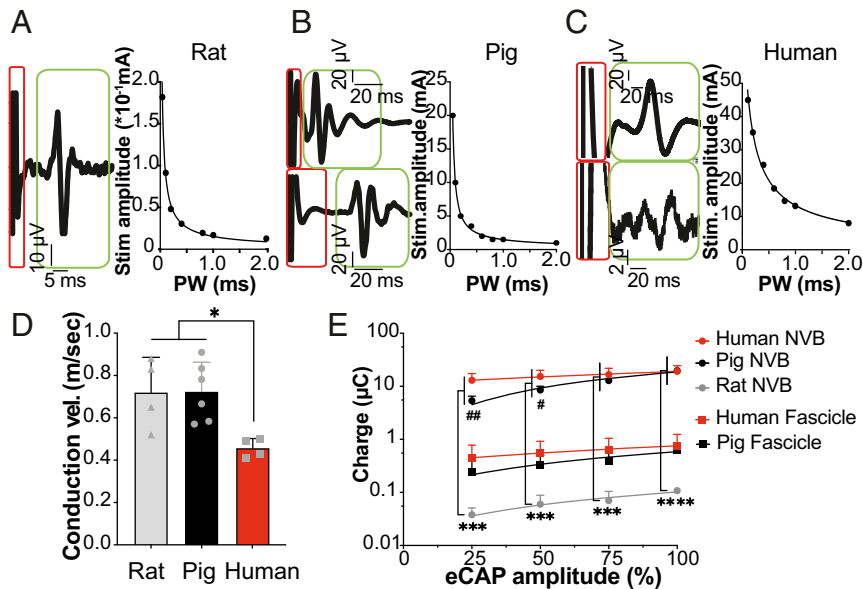 A
Rat
Stim amplitude (*10⁻¹mA)
2.0
1.5
1.0
0.5
0
0
1.0
2.0
PW (ms)
10 µV
5 ms
B
Pig
20 µV
20 ms
20 µV
20 ms
Stim.amplitude (mA)
25
20
15
10
5
0
0
1.0
2.0
PW (ms)
C
Human
20 µV
20 ms
2µV
20 ms
Stim amplitude (mA)
50
40
30
20
10
0
0
1.0
2.0
PW (ms)
D
Conduction vel. (m/sec)
1.0
0.8
0.6
0.4
0.2
0.0
*
Rat
Pig
Human
E
Charge (µC)
100
10
1
0.1
0.01
##
#
***
***
***
****
0
25
50
75
100
eCAP amplitude (%)
Human NVB
Pig NVB
Rat NVB
Human Fascicle
Pig Fascicle